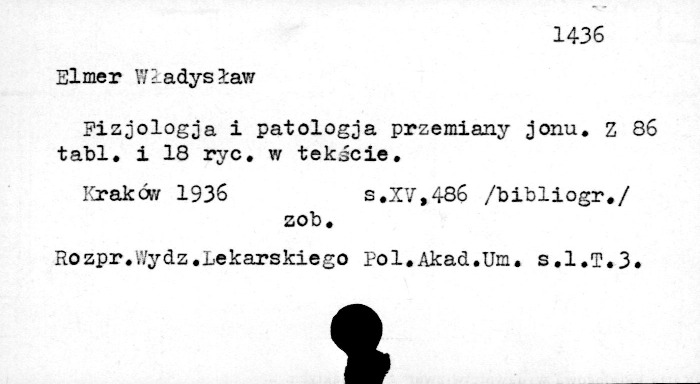 1436
Elmer Władysław
Fizjologja i patologja przemiany jonu. Z 86
tabl. i 18 ryc. w tekście.
Kraków 1936 s.XV,486 /bibliogr./
zob.
Rozpr.Wydz.Lekarskiego Pol.Akad.Um. s.l.T.3.